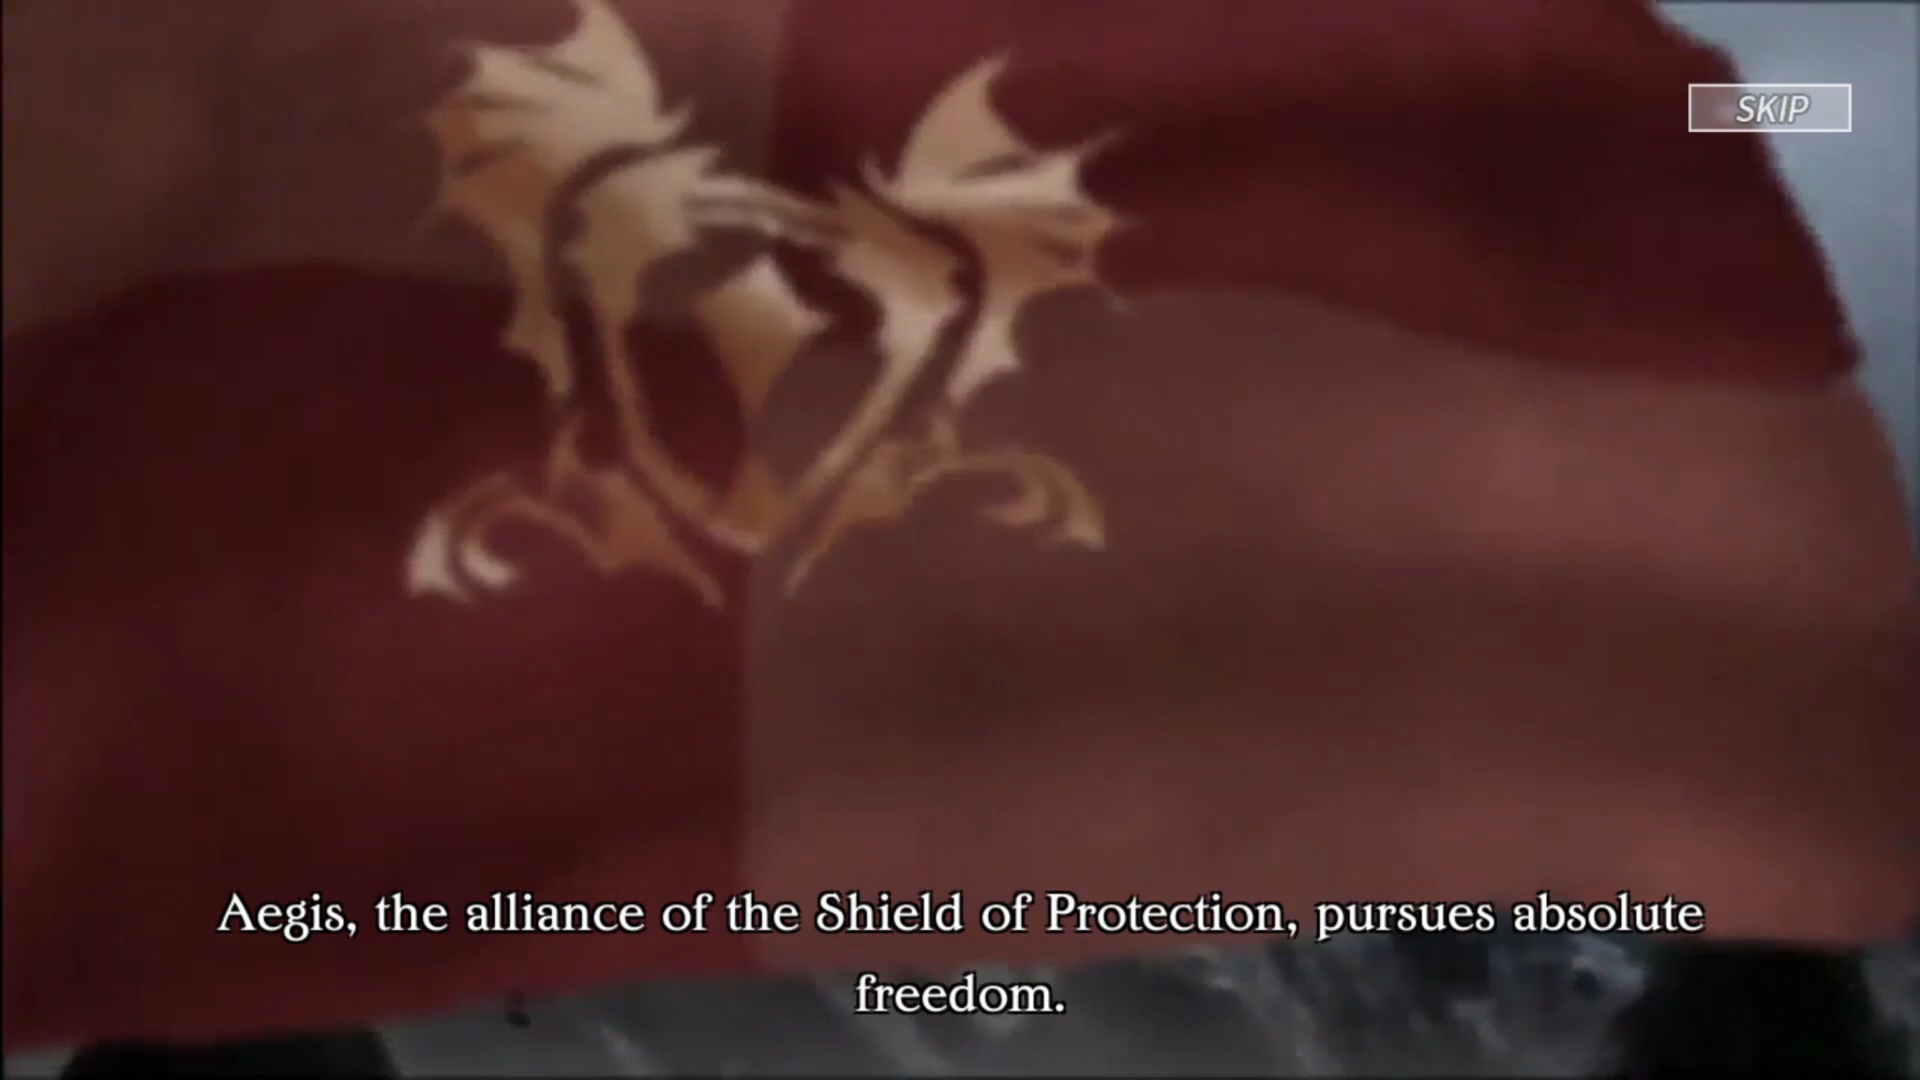 SKIP
Aegis, the alliance of the Shield of Protection, pursues absolute
freedom.